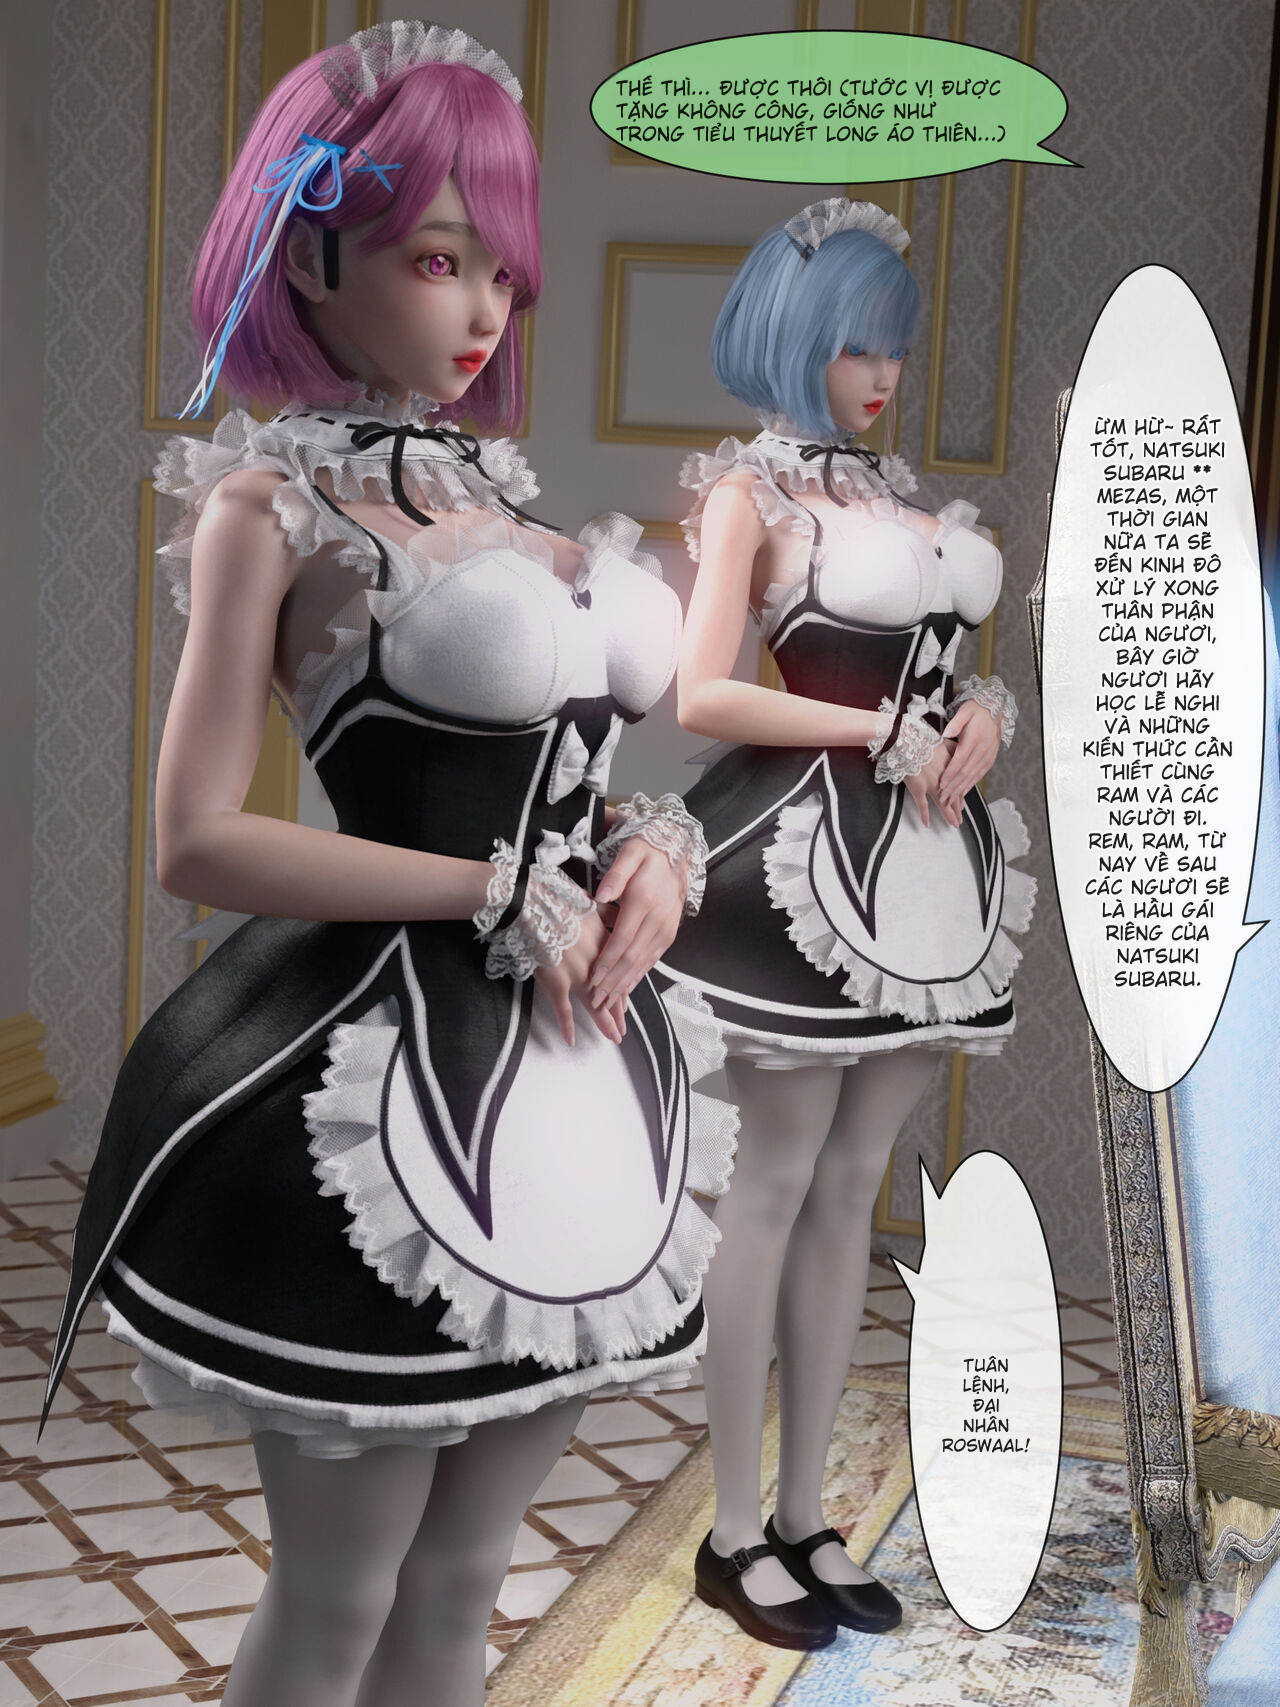 THẾ THÌ... ĐƯỢC THÔI (TƯỚC VỊ ĐƯỢC
TẶNG KHÔNG CÔNG, GIỐNG NHƯ
TRONG TIỂU THUYẾT LONG ÁO THIÊN...)
ỪM HỪ~ RẤT
TỐT, NATSUKI
SUBARU **
MEZAS, MỘT
THỜI GIAN
NỮA TA SẼ
ĐẾN KINH ĐÔ
XỬ LÝ XONG
THÂN PHẬN
CỦA NGƯƠI,
BÂY GIỜ
NGƯƠI HÃY
HỌC LỄ NGHI
VÀ NHỮNG
KIẾN THỨC CẦN
THIẾT CÙNG
RAM VÀ CÁC
NGƯỜI ĐI.
REM, RAM, TỪ
NAY VỀ SAU
CÁC NGƯƠI SẼ
LÀ HẦU GÁI
RIÊNG CỦA
NATSUKI
SUBARU.
TUÂN
LỆNH,
ĐẠI
NHÂN
ROSWAAL!